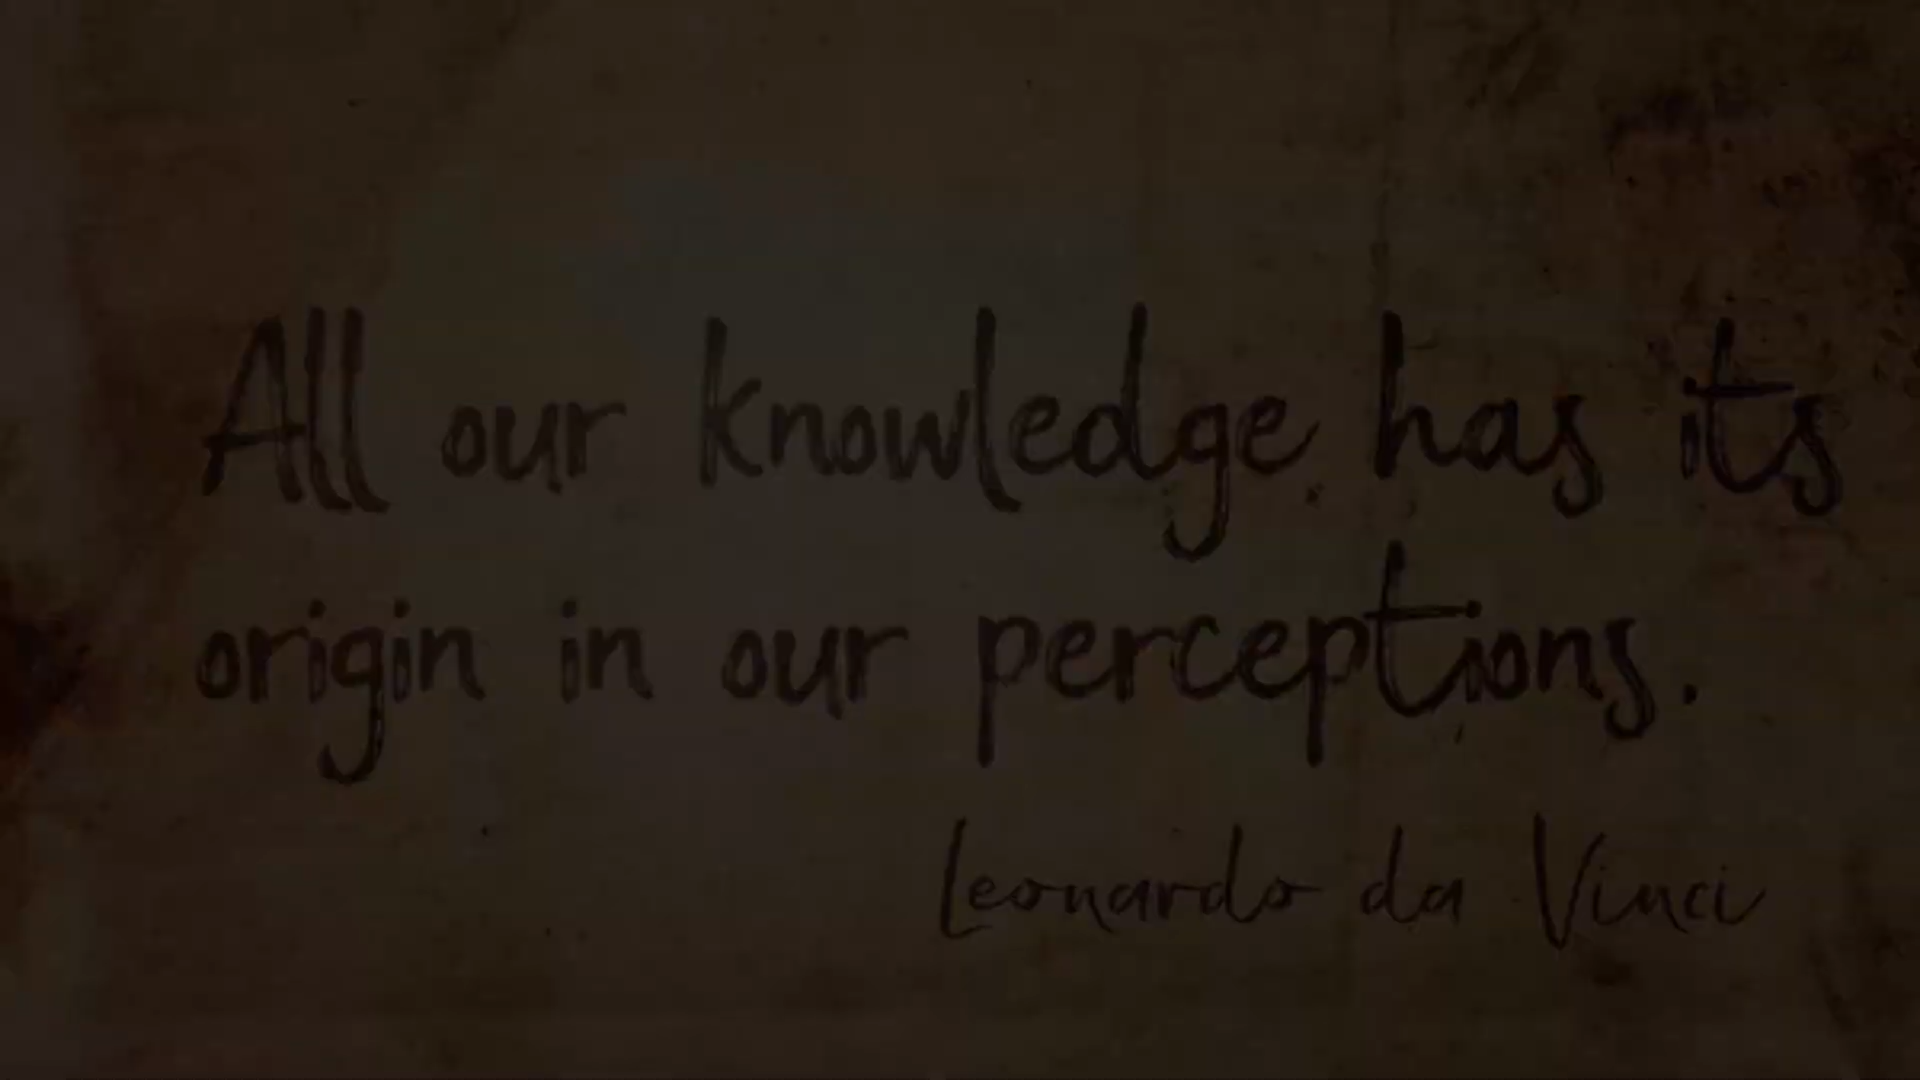 All our knowledge has its
origin in our perceptions.
Leonardo da Vinci